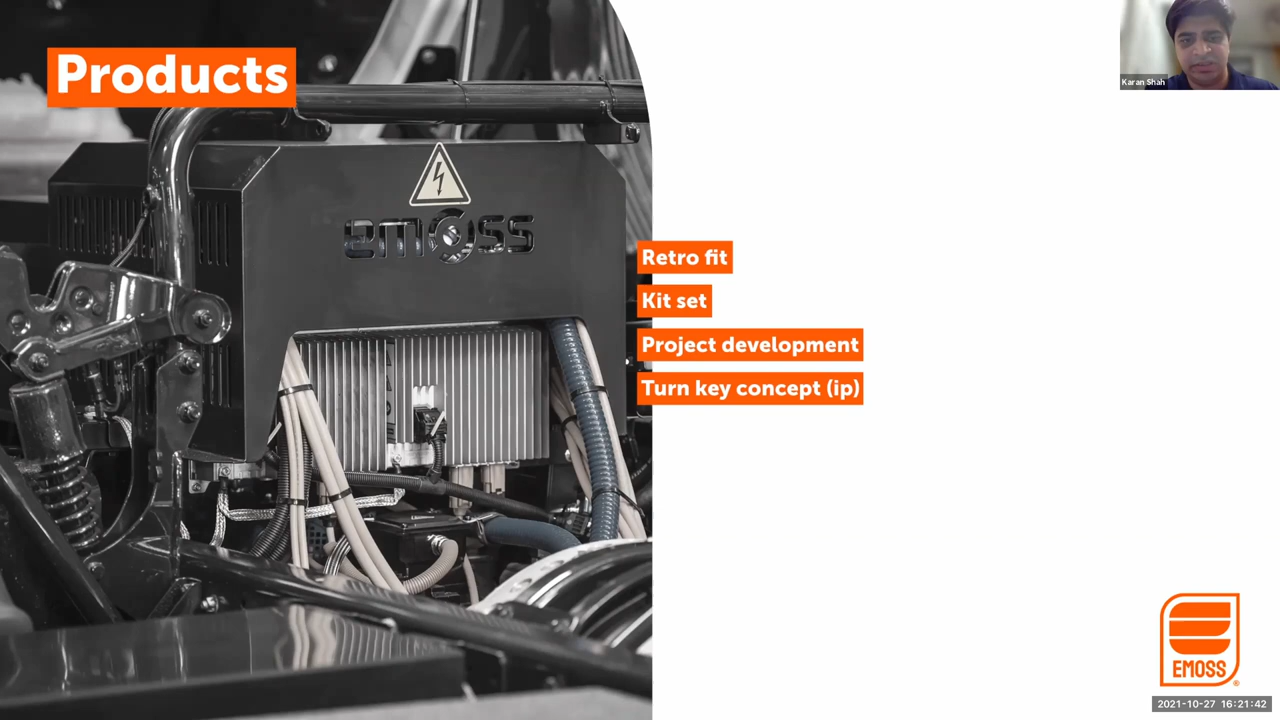 Products
Karan Shah
emoss
Retro fit
Kit set
Project development
Turn key concept (ip)
EMOSS
®
2021-10-27 16:21:42